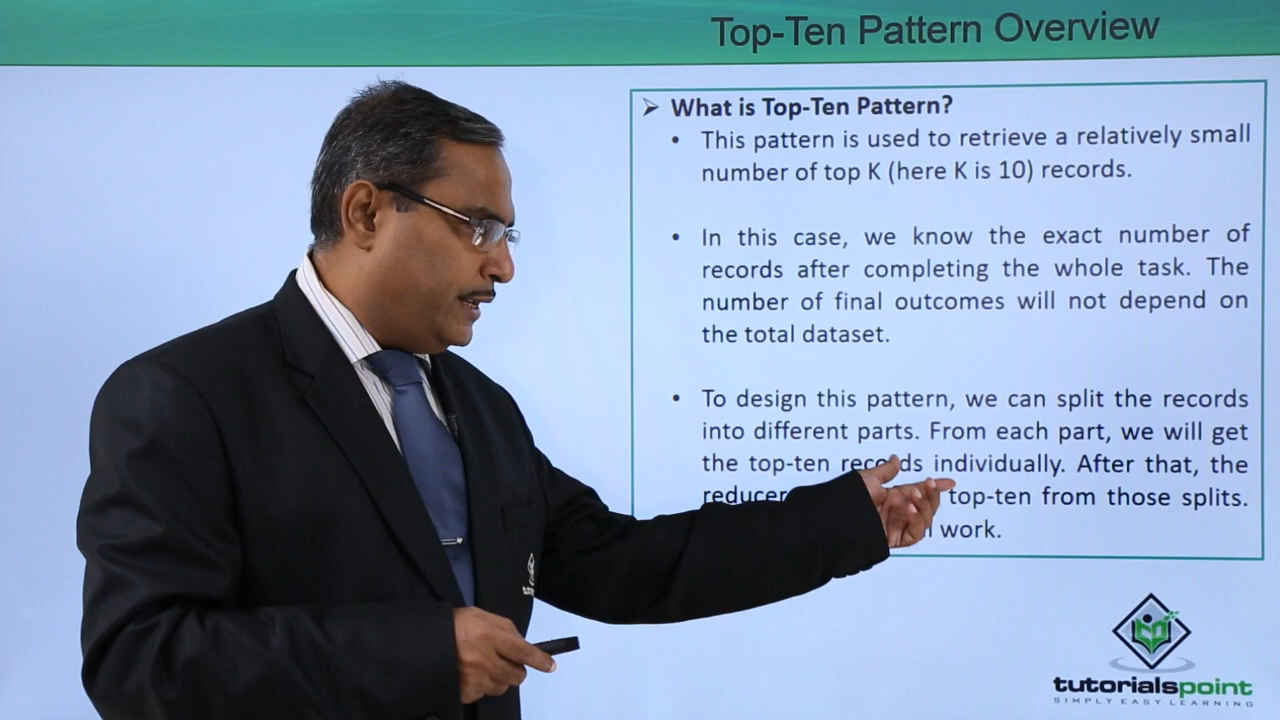 Top-Ten Pattern Overview
➢ What is Top-Ten Pattern?
• This pattern is used to retrieve a relatively small
number of top K (here K is 10) records.
• In this case, we know the exact number of
records after completing the whole task. The
number of final outcomes will not depend on
the total dataset.
• To design this pattern, we can split the records
into different parts. From each part, we will get
the top-ten records individually. After that, the
reducer top-ten from those splits.
work.
tutorialspoint
SIMPLY EASY LEARNING